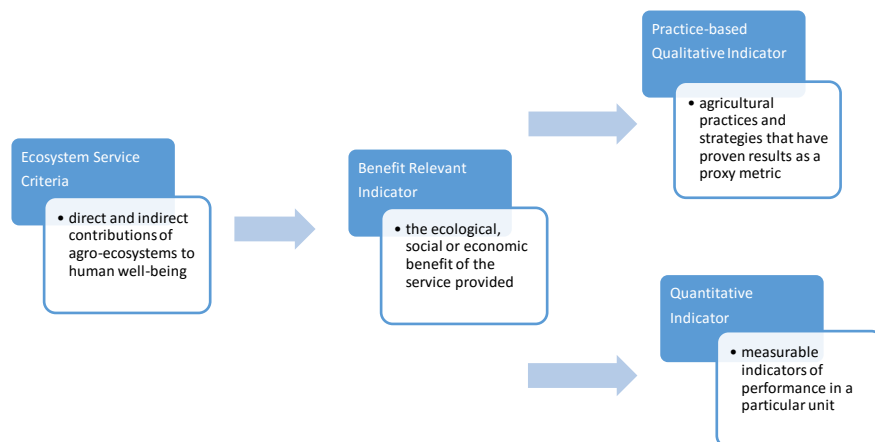 Ecosystem Service
Criteria
• direct and indirect
contributions of
agro-ecosystems to
human well-being
Benefit Relevant
Indicator
• the ecological,
social or economic
benefit of the
service provided
Practice-based
Qualitative Indicator
• agricultural
practices and
strategies that have
proven results as a
proxy metric
Quantitative
Indicator
• measurable
indicators of
performance in a
particular unit